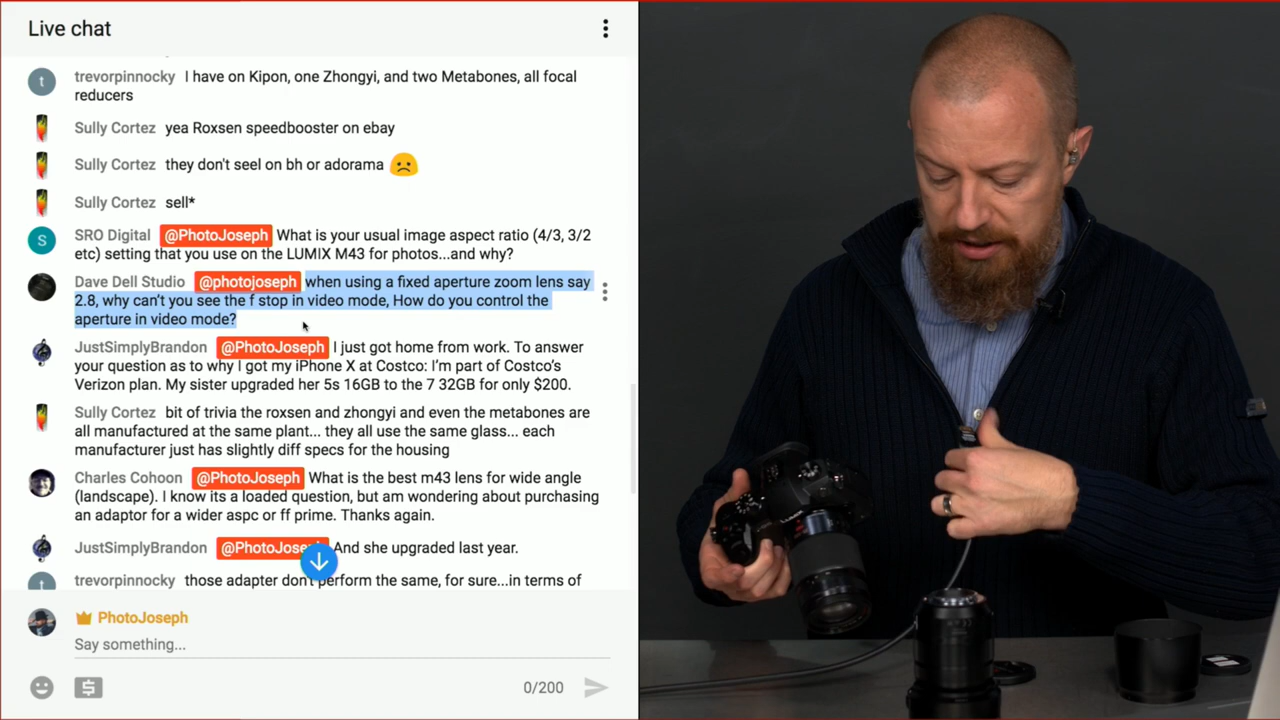 Live chat
t trevorpinnocky I have on Kipon, one Zhongyi, and two Metabones, all focal
reducers
Sully Cortez yea Roxsen speedbooster on ebay
Sully Cortez they don't seel on bh or adorama
Sully Cortez sell*
S SRO Digital @PhotoJoseph What is your usual image aspect ratio (4/3, 3/2
etc) setting that you use on the LUMIX M43 for photos...and why?
Dave Dell Studio @photojoseph when using a fixed aperture zoom lens say
2.8, why can't you see the f stop in video mode, How do you control the
aperture in video mode?
JustSimplyBrandon @PhotoJoseph I just got home from work. To answer
your question as to why I got my iPhone X at Costco: I'm part of Costco's
Verizon plan. My sister upgraded her 5s 16GB to the 7 32GB for only $200.
Sully Cortez bit of trivia the roxsen and zhongyi and even the metabones are
all manufactured at the same plant... they all use the same glass... each
manufacturer just has slightly diff specs for the housing
Charles Cohoon @PhotoJoseph What is the best m43 lens for wide angle
(landscape). I know its a loaded question, but am wondering about purchasing
an adaptor for a wider aspc or ff prime. Thanks again.
JustSimplyBrandon And she upgraded last year.
t trevorpinnocky those adapter don't perform the same, for sure...in terms of
PhotoJoseph
Say something...
0/200